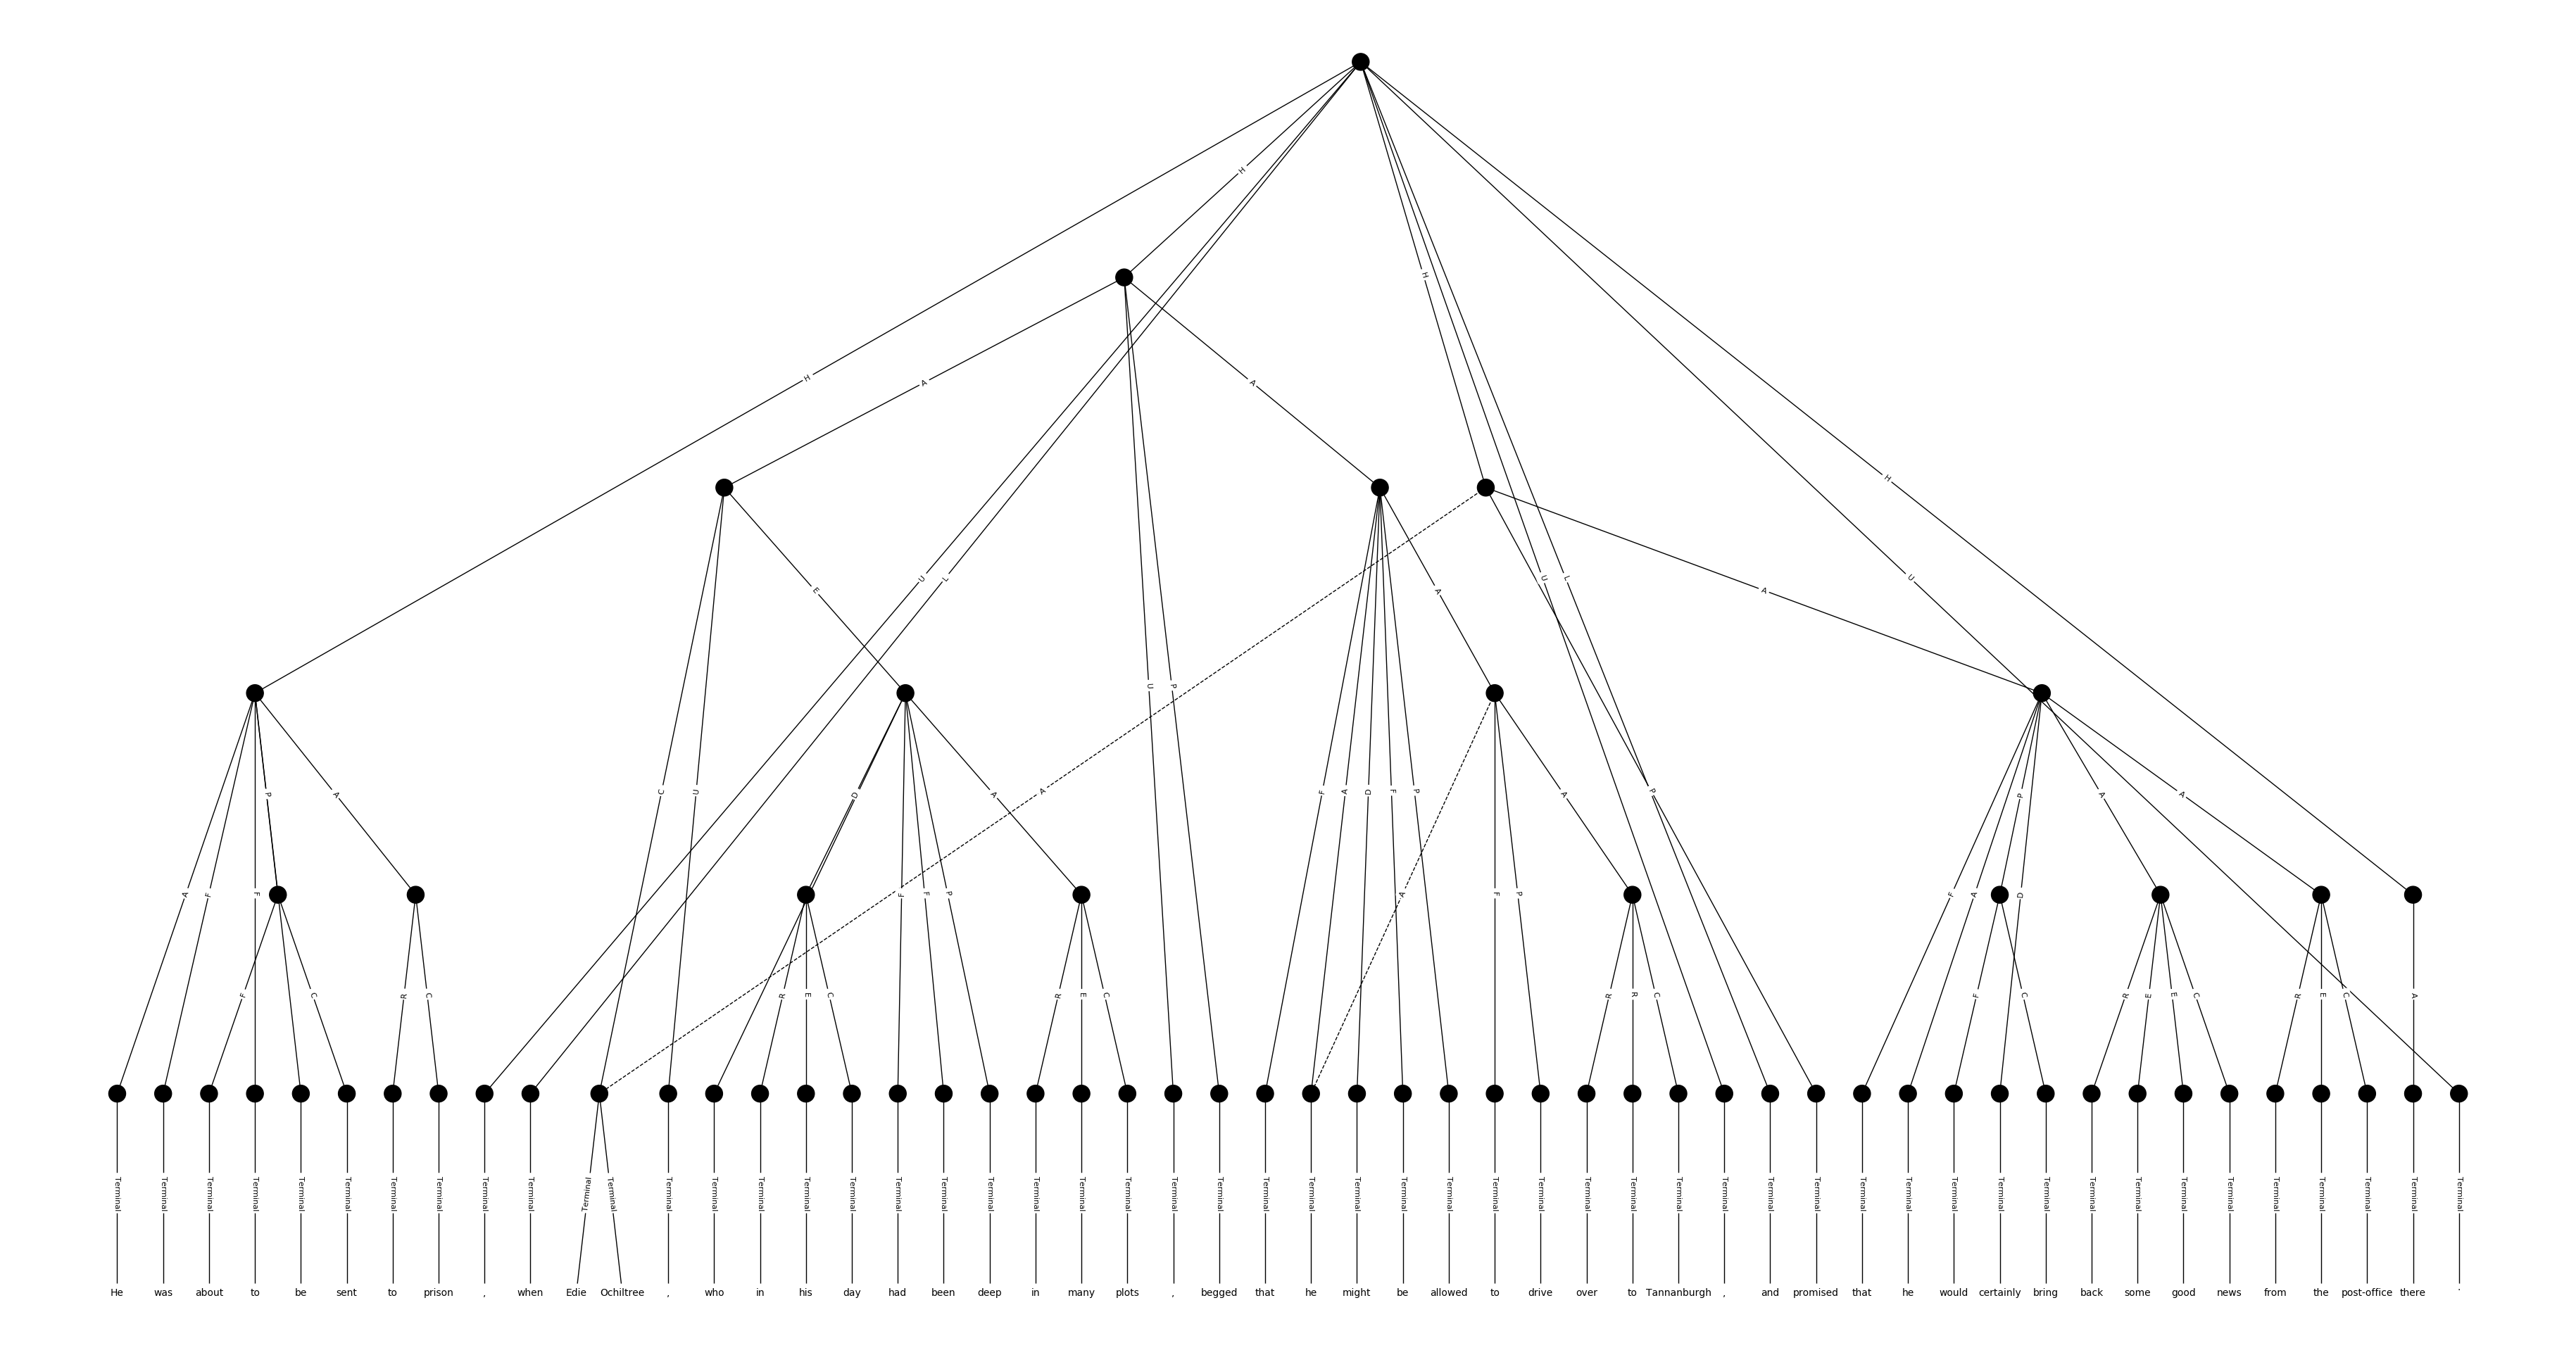 H
H
H
A
A
H
H
U
L
E
A
A
U
L
U
U
P
C
U
F
A
D
F
P
P
P
A
D
A
A
A
P
A
A
A
F
F
F
F
P
A
F
P
F
A
D
F
C
R
C
R
E
C
R
E
C
R
R
C
F
C
R
E
E
C
R
E
C
A
Terminal Terminal Terminal Terminal Terminal Terminal Terminal Terminal Terminal Terminal Terminal Terminal Terminal Terminal Terminal Terminal Terminal Terminal Terminal Terminal Terminal Terminal Terminal Terminal Terminal Terminal Terminal Terminal Terminal Terminal Terminal Terminal Terminal Terminal Terminal Terminal Terminal Terminal Terminal Terminal Terminal Terminal Terminal Terminal Terminal Terminal Terminal Terminal Terminal Terminal Terminal Terminal
He was about to be sent to prison , when Edie Ochiltree , who in his day had been deep in many plots , begged that he might be allowed to drive over to Tannanburgh , and promised that he would certainly bring back some good news from the post-office there .